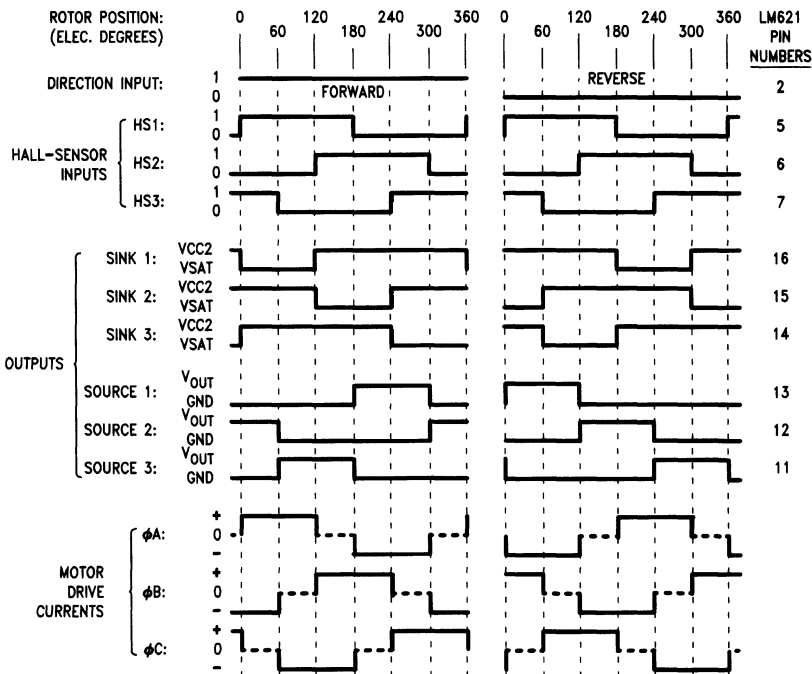 ROTOR POSITION: 0 120 240 360 0 120 240 360 LM621
(ELEC. DEGREES) 60 180 300 60 180 300 PIN
NUMBERS
DIRECTION INPUT: 1 0 FORWARD REVERSE 2
HS1: 1 0 5
HALL-SENSOR INPUTS HS2: 1 0 6
HS3: 1 0 7
SINK 1: VCC2 VSAT 16
SINK 2: VCC2 VSAT 15
SINK 3: VCC2 VSAT 14
OUTPUTS
SOURCE 1: VOUT GND 13
SOURCE 2: VOUT GND 12
SOURCE 3: VOUT GND 11
ϕA: + 0 −
MOTOR DRIVE CURRENTS ϕB: + 0 −
ϕC: + 0 −